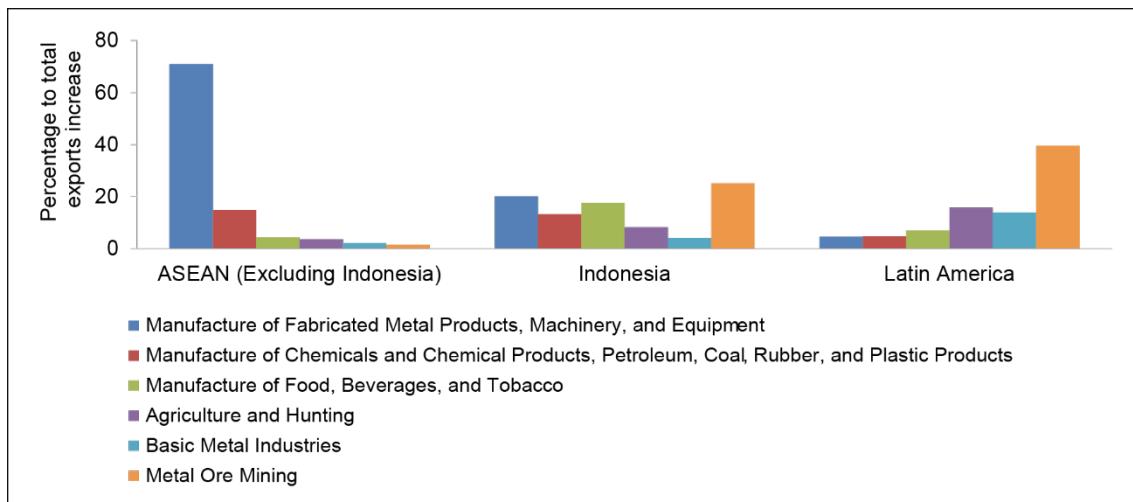 Percentage to total
exports increase
80
60
40
20
0
ASEAN (Excluding Indonesia)
Indonesia
Latin America
Manufacture of Fabricated Metal Products, Machinery, and Equipment
Manufacture of Chemicals and Chemical Products, Petroleum, Coal, Rubber, and Plastic Products
Manufacture of Food, Beverages, and Tobacco
Agriculture and Hunting
Basic Metal Industries
Metal Ore Mining